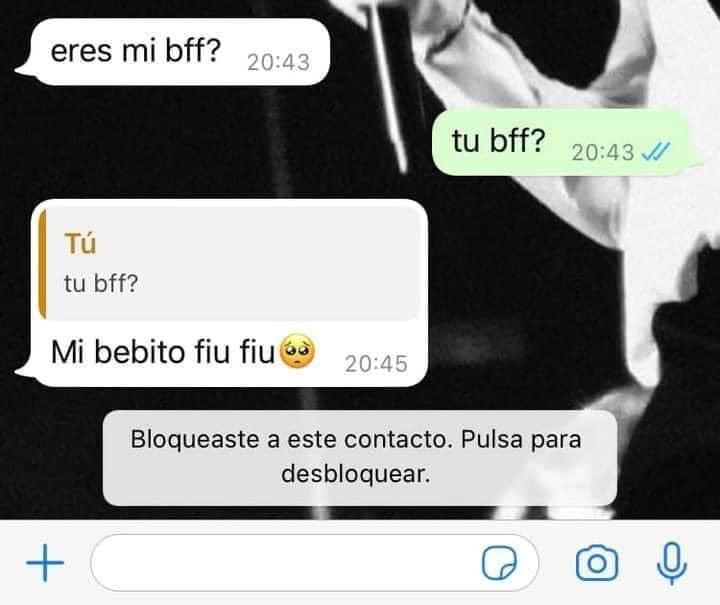 eres mi bff? 20:43
tu bff? 20:43
Tú
tu bff?
Mi bebito fiu fiu🥺 20:45
Bloqueaste a este contacto. Pulsa para
desbloquear.